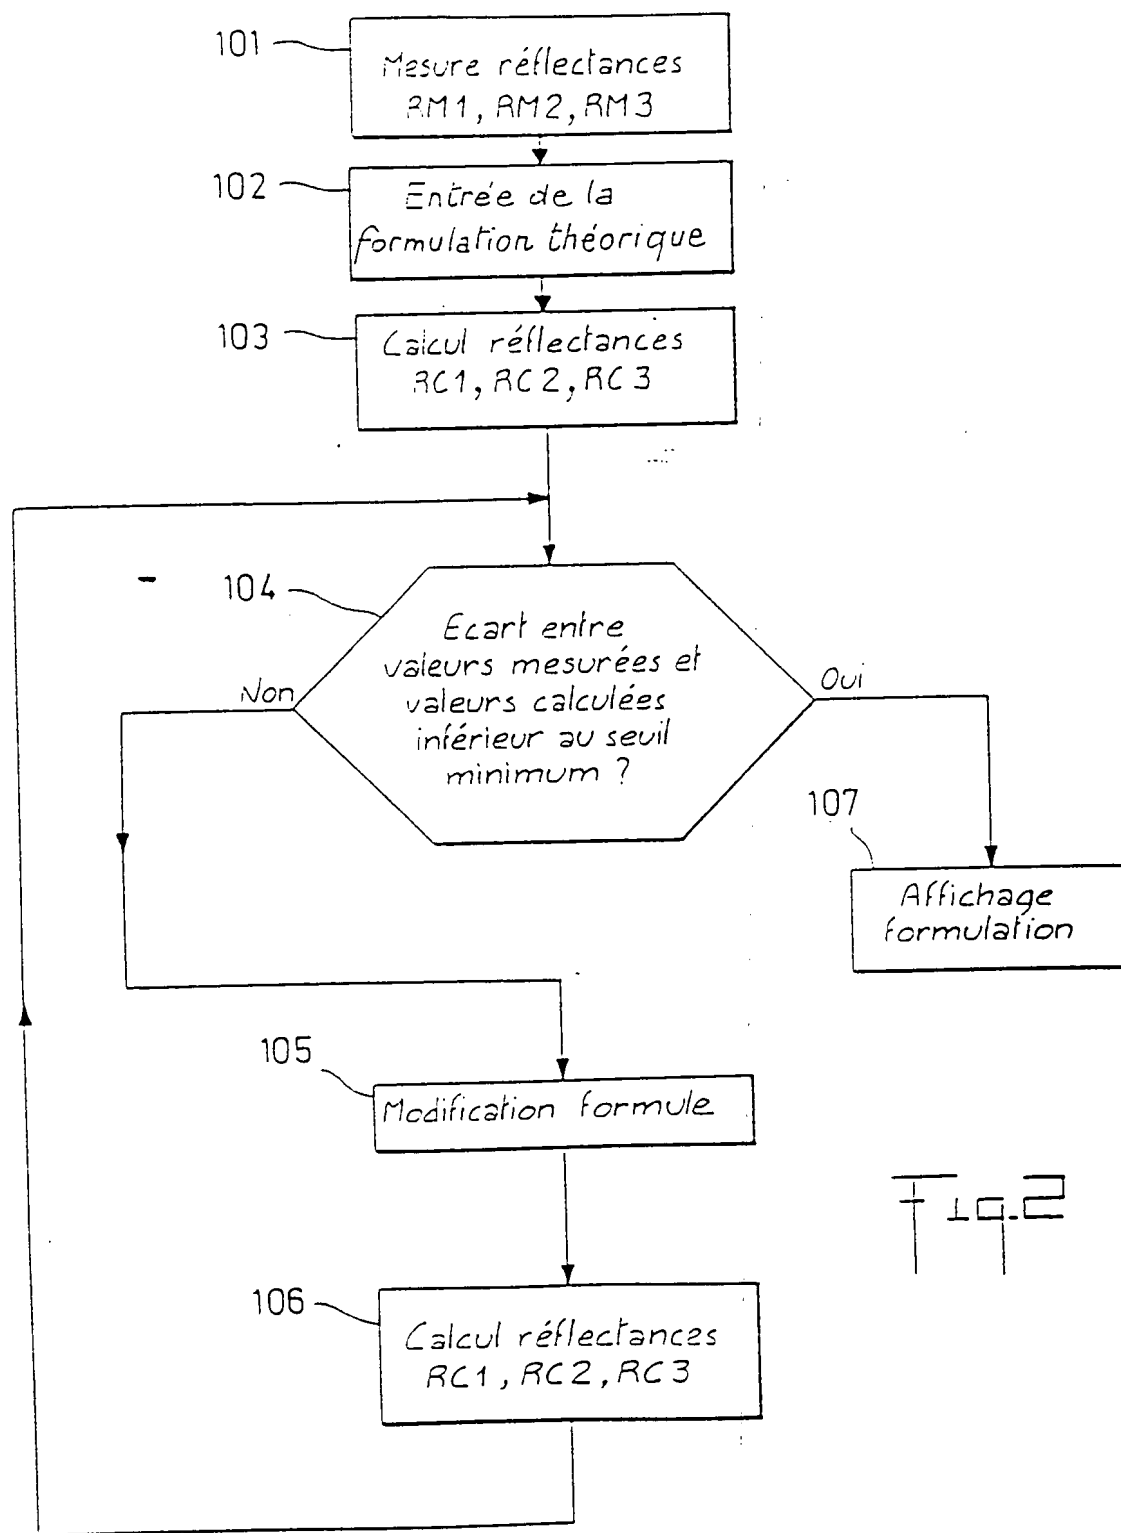 101
Mesure réflectances
RM1, RM2, RM3
102
Entrée de la
formulation théorique
103
Calcul réflectances
RC1, RC2, RC3
104
Ecart entre
valeurs mesurées et
valeurs calculées
inférieur au seuil
minimum ?
Non
Oui
107
Affichage
formulation
105
Modification formule
Fig.2
106
Calcul réflectances
RC1, RC2, RC3